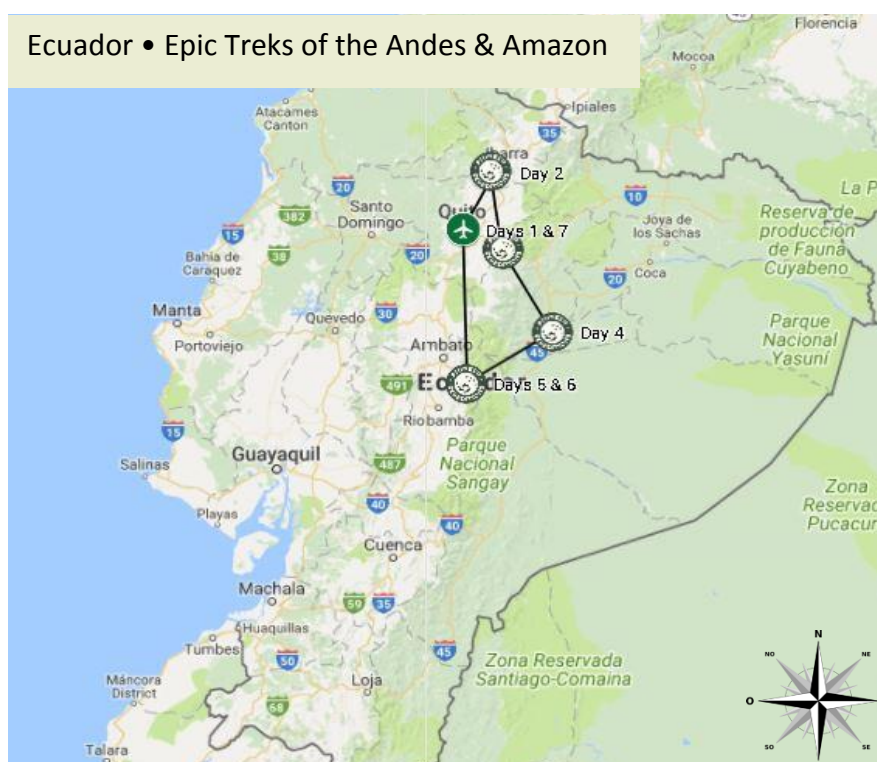 Ecuador • Epic Treks of the Andes & Amazon
43
Florencia
Mocoa
Atacames
Canton
Ipiales
35
Ibarra
Day 2
20
10
La P
382
Santo
Domingo
Quito
Days 1 & 7
Joya de
los Sachas
Reserva de
producción
de Fauna
Cuyabeno
15
38
20
Bahía de
Caráquez
20
Coca
Manta
Quevedo
30
Portoviejo
Ambato
45
Day 4
Parque
Nacional
Yasuní
491
Ecuador
Days 5 & 6
Riobamba
15
Guayaquil
Salinas
487
Parque
Nacional
Sangay
Zona
Reservad
Pucacur
Playas
40
40
Cuenca
Machala
59
35
Huaquillas
Tumbes
50
45
Zona Reservada
Santiago-Comaina
Máncora
District
Loja
68
Talara
N
NO
NE
O
SO
SE
S